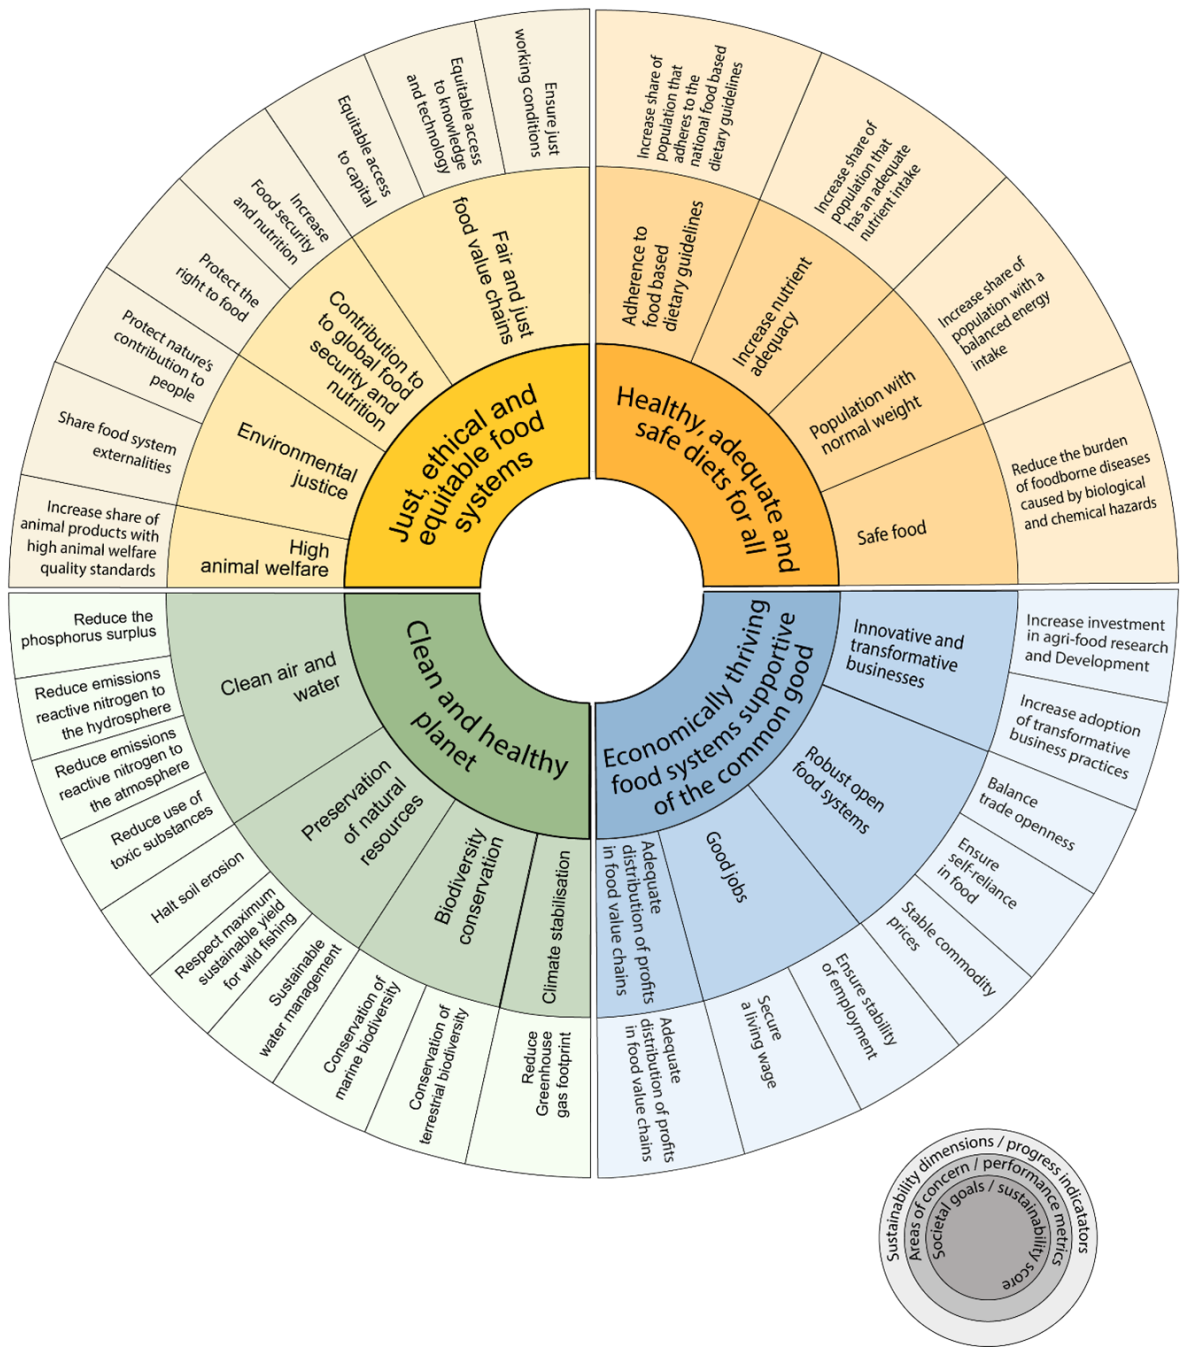 Just, ethical and
equitable food
systems
Fair and just
food value chains
Contribution to
to global food
security and
nutrition
Environmental
justice
High
animal welfare
Ensure just
working conditions
Equitable access
to knowledge
and technology
Equitable access
to capital
Increase
Food security
and nutrition
Protect the
right to food
Protect nature's
contribution to
people
Share food system
externalities
Increase share of
animal products with
high animal welfare
quality standards
Healthy, adequate and
safe diets for all
Adherence to
food based
dietary guidelines
Increase nutrient
adequacy
Population with
normal weight
Safe food
Increase share of
population that
adheres to the
national food based
dietary guidelines
Increase share of
population that
has an adequate
nutrient intake
Increase share of
population with a
balanced energy
intake
Reduce the burden
of foodborne diseases
caused by biological
and chemical hazards
Clean and healthy
planet
Clean air and
water
Preservation
of natural
resources
Biodiversity
conservation
Climate stabilisation
Reduce the
phosphorus surplus
Reduce emissions
reactive nitrogen to
the hydrosphere
Reduce emissions
reactive nitrogen to
the atmosphere
Reduce use of
toxic substances
Halt soil erosion
Respect maximum
sustainable yield
for wild fishing
Sustainable
water management
Conservation of
marine biodiversity
Conservation of
terrestrial biodiversity
Reduce
Greenhouse
gas footprint
Economically thriving
food systems supportive
of the common good
Innovative and
transformative
businesses
Robust open
food systems
Good jobs
Adequate
distribution of profits
in food value chains
Increase investment
in agri-food research
and Development
Increase adoption
of transformative
business practices
Balance
trade openness
Ensure
self-reliance
in food
Stable commodity
prices
Ensure stability
of employment
Secure
a living wage
Adequate
distribution of profits
in food value chains
Sustainability dimensions / progress indicatators
Areas of concern / performance metrics
Societal goals / sustainability score